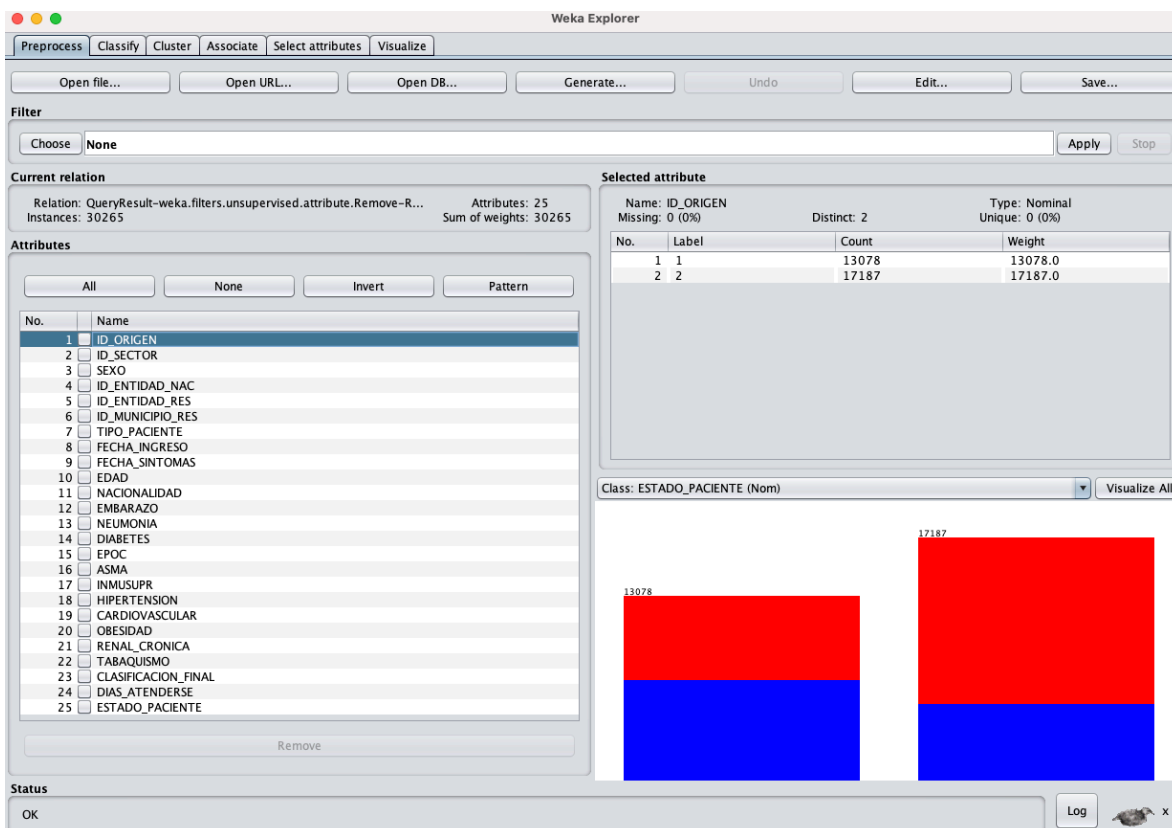 Weka Explorer
Preprocess Classify Cluster Associate Select attributes Visualize
Open file... Open URL... Open DB... Generate... Undo Edit... Save...
Filter
Choose None Apply Stop
Current relation
Relation: QueryResult-weka.filters.unsupervised.attribute.Remove-R... Attributes: 25
Instances: 30265 Sum of weights: 30265
Attributes
All None Invert Pattern
No. Name
1 ID_ORIGEN
2 ID_SECTOR
3 SEXO
4 ID_ENTIDAD_NAC
5 ID_ENTIDAD_RES
6 ID_MUNICIPIO_RES
7 TIPO_PACIENTE
8 FECHA_INGRESO
9 FECHA_SINTOMAS
10 EDAD
11 NACIONALIDAD
12 EMBARAZO
13 NEUMONIA
14 DIABETES
15 EPOC
16 ASMA
17 INMUSUPR
18 HIPERTENSION
19 CARDIOVASCULAR
20 OBESIDAD
21 RENAL_CRONICA
22 TABAQUISMO
23 CLASIFICACION_FINAL
24 DIAS_ATENDERSE
25 ESTADO_PACIENTE
Remove
Selected attribute
Name: ID_ORIGEN Type: Nominal
Missing: 0 (0%) Distinct: 2 Unique: 0 (0%)
No. Label Count Weight
1 1 13078 13078.0
2 2 17187 17187.0
Class: ESTADO_PACIENTE (Nom) Visualize All
17187
13078
Status
OK Log x